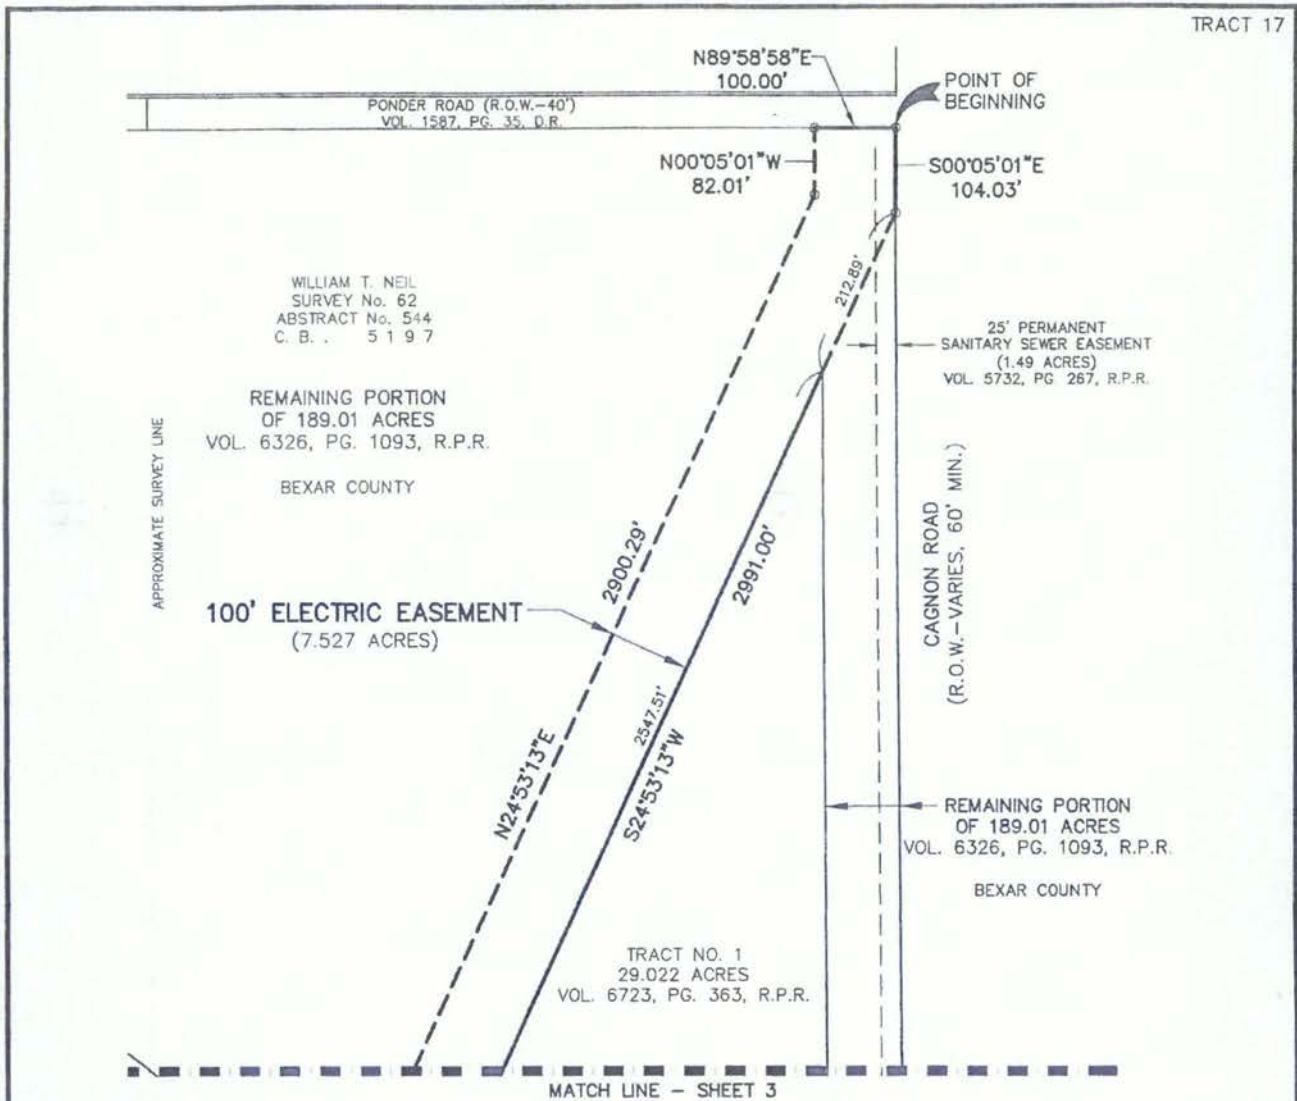 TRACT 17
N89°58'58"E
100.00'
POINT OF
BEGINNING
PONDER ROAD (R.O.W.-40')
VOL. 1587, PG. 35, D.R.
N00°05'01"W
82.01'
S00°05'01"E
104.03'
212.89'
WILLIAM T. NEIL
SURVEY No. 62
ABSTRACT No. 544
C. B. . 5 1 9 7
25' PERMANENT
SANITARY SEWER EASEMENT
(1.49 ACRES)
VOL. 5732, PG 267, R.P.R.
REMAINING PORTION
OF 189.01 ACRES
VOL. 6326, PG. 1093, R.P.R.
BEXAR COUNTY
APPROXIMATE SURVEY LINE
CAGNON ROAD
(R.O.W.-VARIES, 60' MIN.)
2900.29'
2991.00'
100' ELECTRIC EASEMENT
(7.527 ACRES)
2547.51'
N24°53'13"E
S24°53'13"W
REMAINING PORTION
OF 189.01 ACRES
VOL. 6326, PG. 1093, R.P.R.
BEXAR COUNTY
TRACT NO. 1
29.022 ACRES
VOL. 6723, PG. 363, R.P.R.
MATCH LINE - SHEET 3